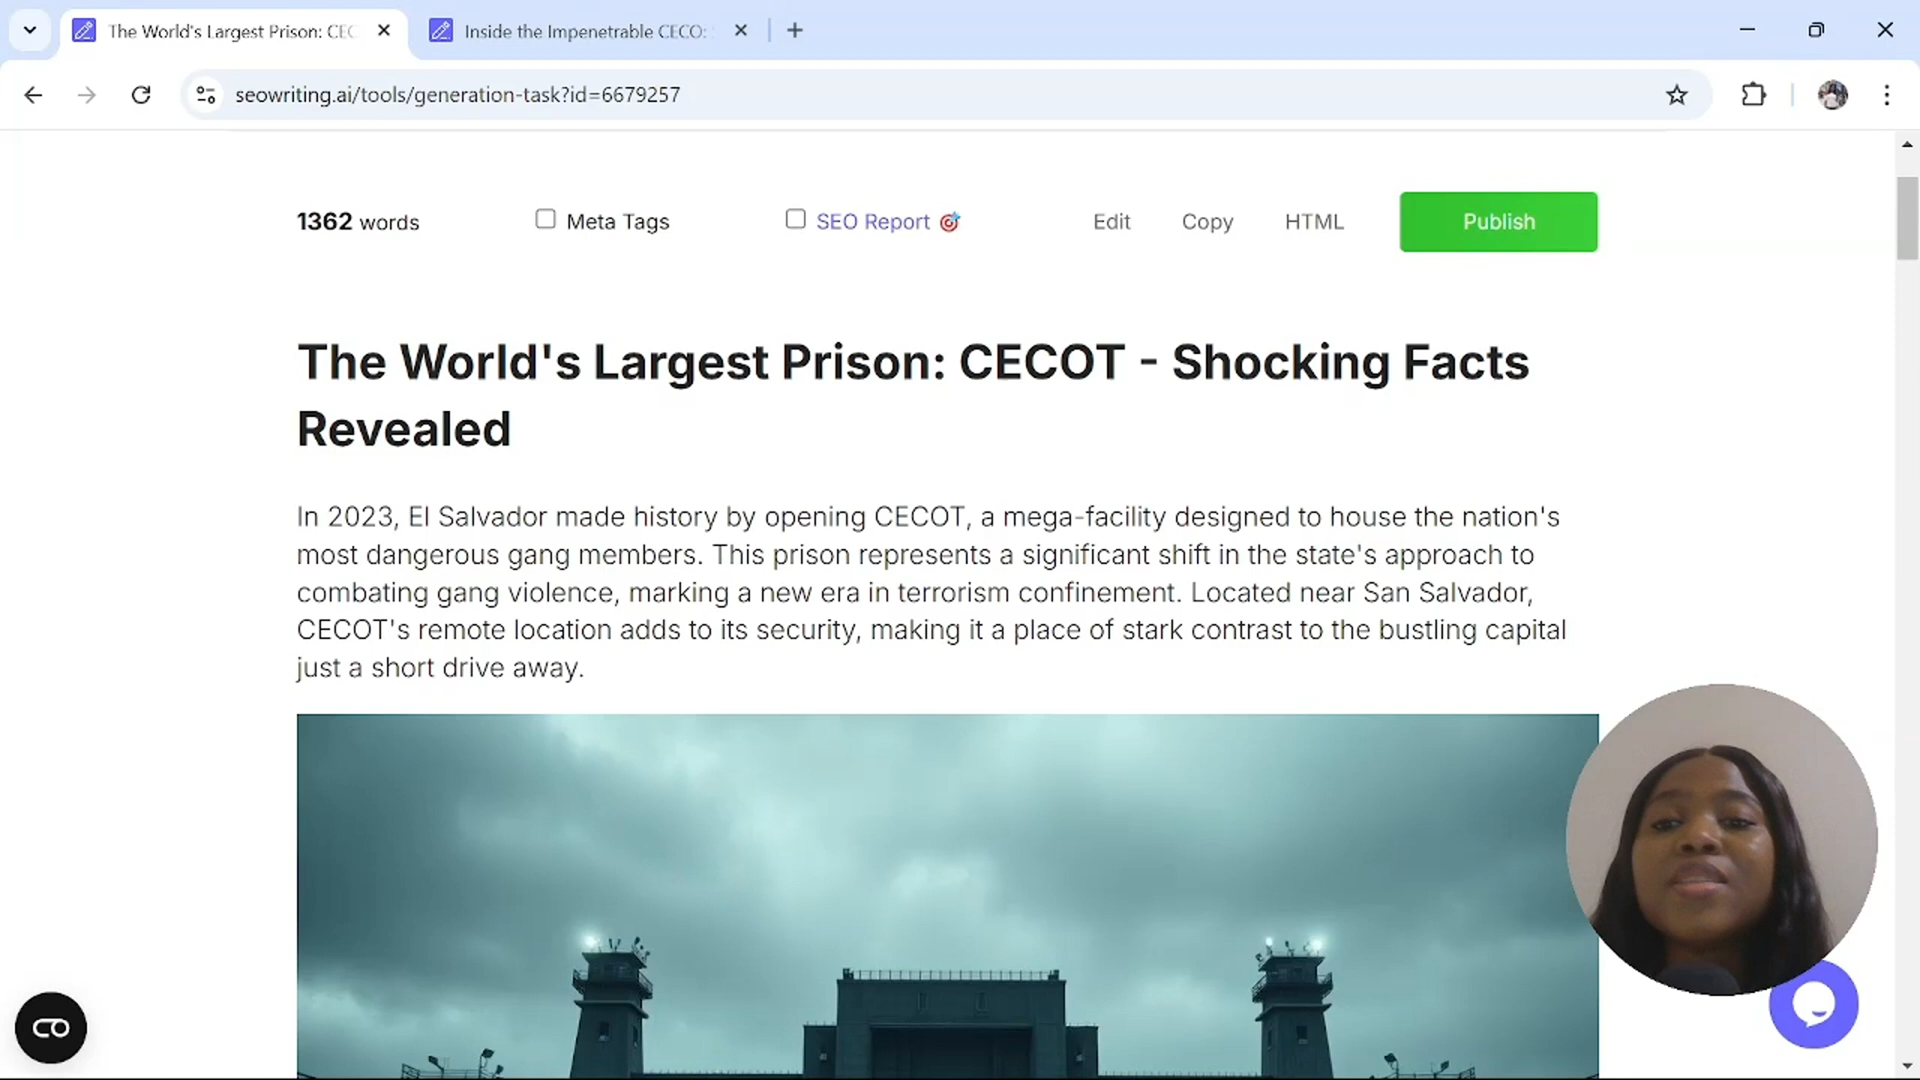 The World's Largest Prison: CEC
Inside the Impenetrable CECO:
seowriting.ai/tools/generation-task?id=6679257
1362 words
Meta Tags
SEO Report
Edit
Copy
HTML
Publish
The World's Largest Prison: CECOT - Shocking Facts
Revealed
In 2023, El Salvador made history by opening CECOT, a mega-facility designed to house the nation's
most dangerous gang members. This prison represents a significant shift in the state's approach to
combating gang violence, marking a new era in terrorism confinement. Located near San Salvador,
CECOT's remote location adds to its security, making it a place of stark contrast to the bustling capital
just a short drive away.